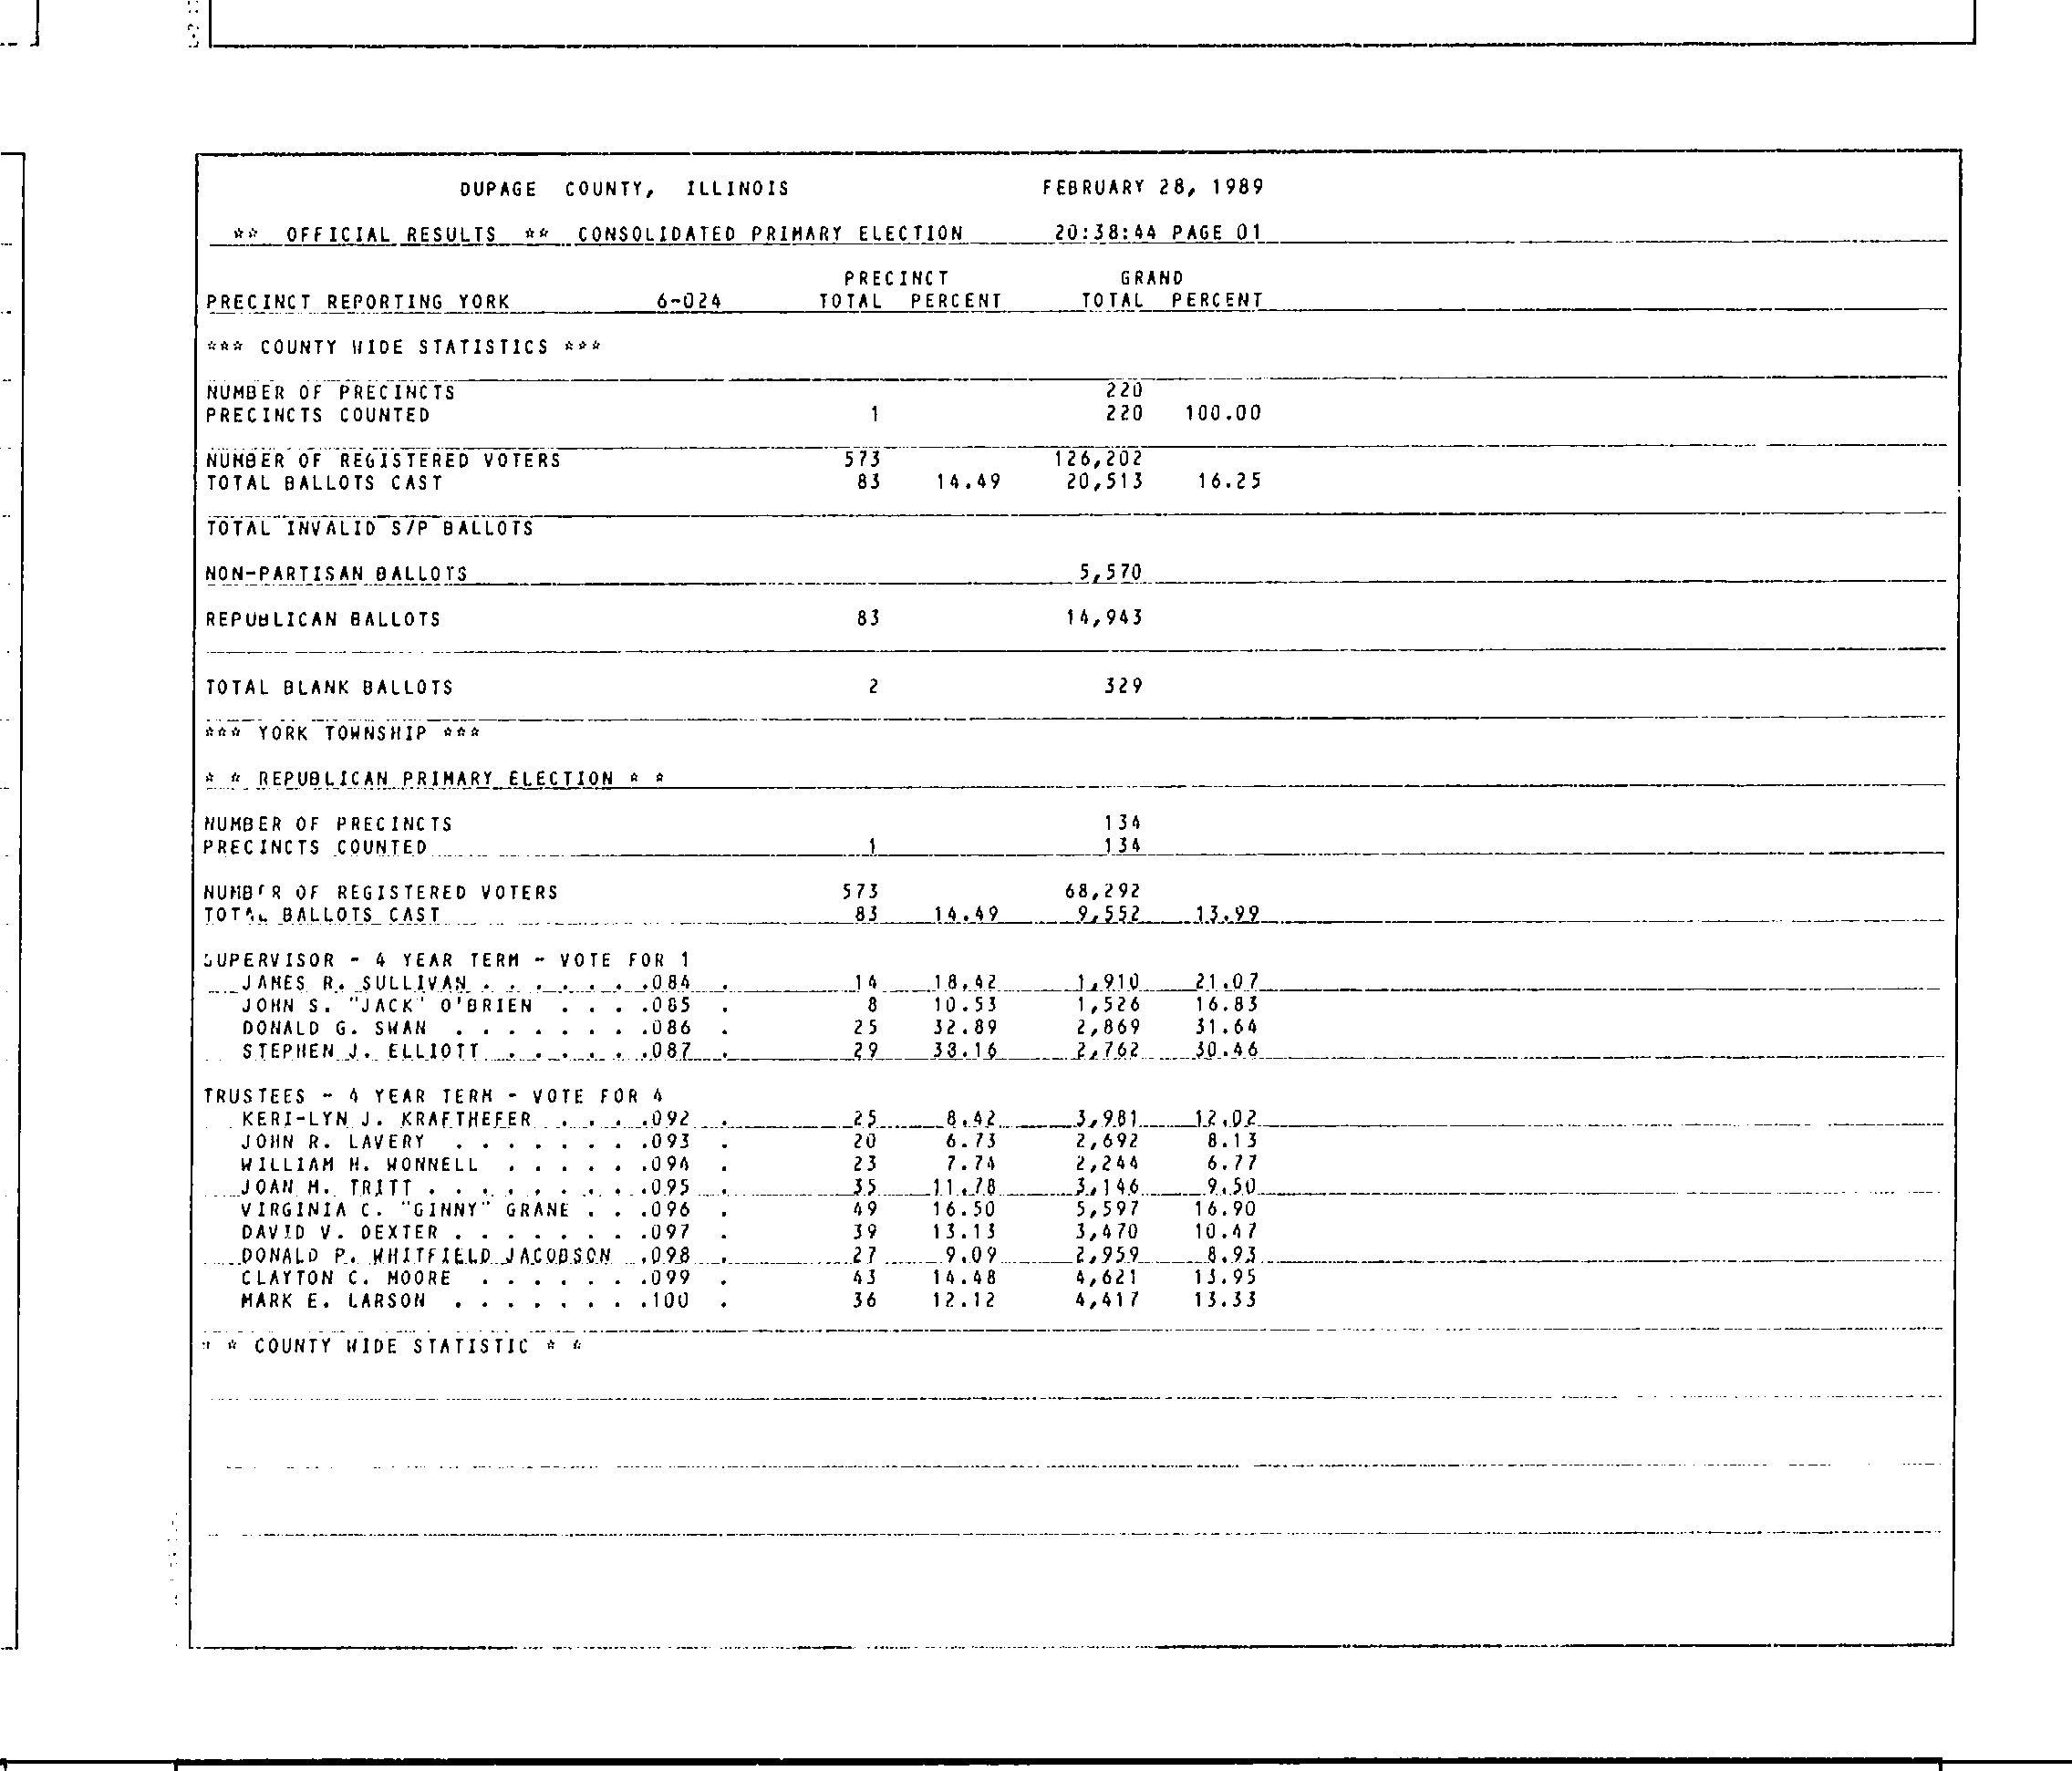 DUPAGE COUNTY, ILLINOIS FEBRUARY 28, 1989
** OFFICIAL RESULTS ** CONSOLIDATED PRIMARY ELECTION 20:38:44 PAGE 01
PRECINCT GRAND
PRECINCT REPORTING YORK 6-024 TOTAL PERCENT TOTAL PERCENT
*** COUNTY WIDE STATISTICS ***
NUMBER OF PRECINCTS 220
PRECINCTS COUNTED 1 220 100.00
NUMBER OF REGISTERED VOTERS 573 126,202
TOTAL BALLOTS CAST 83 14.49 20,513 16.25
TOTAL INVALID S/P BALLOTS
NON-PARTISAN BALLOTS 5,570
REPUBLICAN BALLOTS 83 14,943
TOTAL BLANK BALLOTS 2 329
*** YORK TOWNSHIP ***
* * REPUBLICAN PRIMARY ELECTION * *
NUMBER OF PRECINCTS 134
PRECINCTS COUNTED 1 134
NUMBER OF REGISTERED VOTERS 573 68,292
TOTAL BALLOTS CAST 83 14.49 9,552 13.99
SUPERVISOR - 4 YEAR TERM - VOTE FOR 1
JAMES R. SULLIVAN . . . . . . .084 . 14 18.42 1,910 21.07
JOHN S. "JACK" O'BRIEN . . . .085 . 8 10.53 1,526 16.83
DONALD G. SWAN . . . . . . . .086 . 25 32.89 2,869 31.64
STEPHEN J. ELLIOTT . . . . . .087 . 29 38.16 2,762 30.46
TRUSTEES - 4 YEAR TERM - VOTE FOR 4
KERI-LYN J. KRAFTHEFER . . . .092 . 25 8.42 3,981 12.02
JOHN R. LAVERY . . . . . . . .093 . 20 6.73 2,692 8.13
WILLIAM H. WONNELL . . . . . .094 . 23 7.74 2,244 6.77
JOAN M. TRITT . . . . . . . . .095 . 35 11.78 3,146 9.50
VIRGINIA C. "GINNY" GRANE . . .096 . 49 16.50 5,597 16.90
DAVID V. DEXTER . . . . . . . .097 . 39 13.13 3,470 10.47
DONALD P. WHITFIELD JACOBSON .098 . 27 9.09 2,959 8.93
CLAYTON C. MOORE . . . . . . .099 . 43 14.48 4,621 13.95
MARK E. LARSON . . . . . . . .100 . 36 12.12 4,417 13.33
* * COUNTY WIDE STATISTIC * *